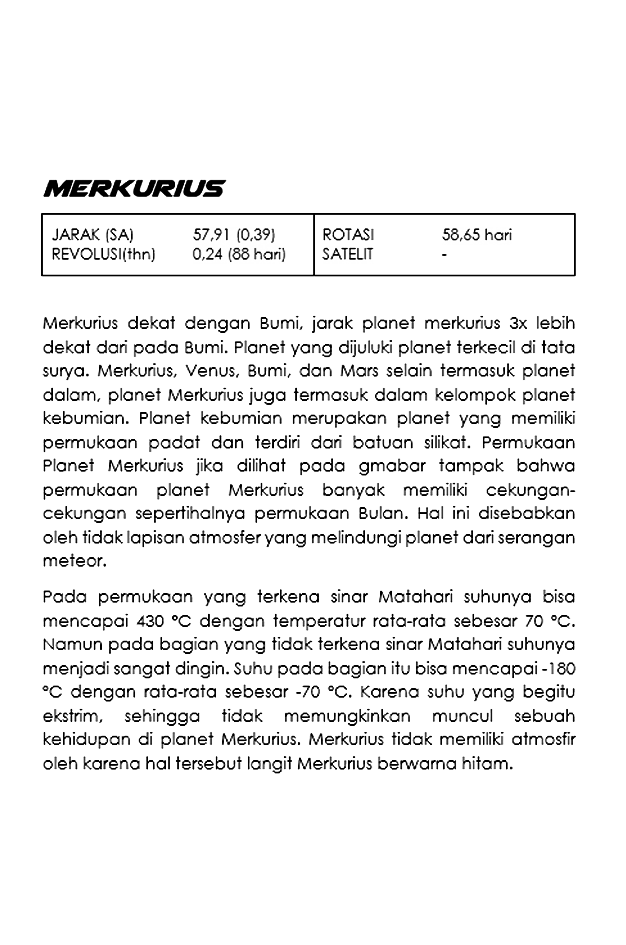 MERKURIUS
JARAK (SA) 57,91 (0,39) ROTASI 58,65 hari
REVOLUSI(thn) 0,24 (88 hari) SATELIT -
Merkurius dekat dengan Bumi, jarak planet merkurius 3x lebih
dekat dari pada Bumi. Planet yang dijuluki planet terkecil di tata
surya. Merkurius, Venus, Bumi, dan Mars selain termasuk planet
dalam, planet Merkurius juga termasuk dalam kelompok planet
kebumian. Planet kebumian merupakan planet yang memiliki
permukaan padat dan terdiri dari batuan silikat. Permukaan
Planet Merkurius jika dilihat pada gmabar tampak bahwa
permukaan planet Merkurius banyak memiliki cekungan-
cekungan sepertihalnya permukaan Bulan. Hal ini disebabkan
oleh tidak lapisan atmosfer yang melindungi planet dari serangan
meteor.
Pada permukaan yang terkena sinar Matahari suhunya bisa
mencapai 430 °C dengan temperatur rata-rata sebesar 70 °C.
Namun pada bagian yang tidak terkena sinar Matahari suhunya
menjadi sangat dingin. Suhu pada bagian itu bisa mencapai -180
°C dengan rata-rata sebesar -70 °C. Karena suhu yang begitu
ekstrim, sehingga tidak memungkinkan muncul sebuah
kehidupan di planet Merkurius. Merkurius tidak memiliki atmosfir
oleh karena hal tersebut langit Merkurius berwarna hitam.